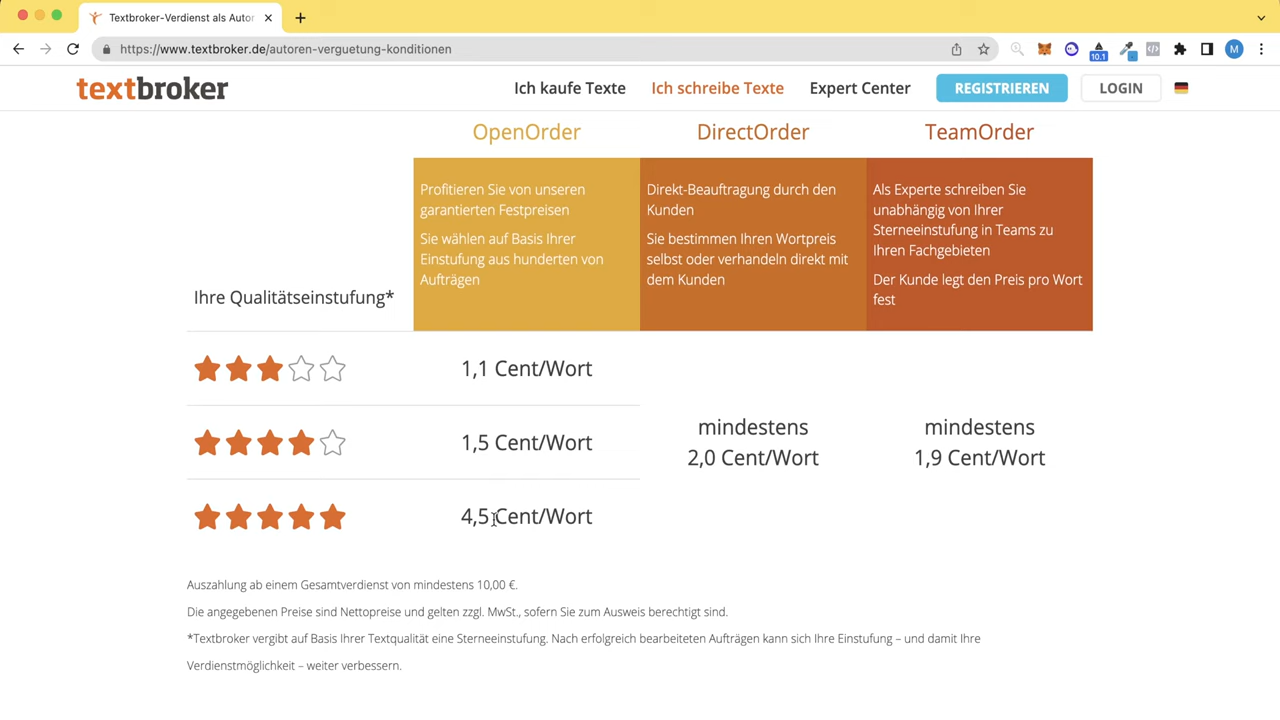 Textbroker-Verdienst als Autor
https://www.textbroker.de/autoren-verguetung-konditionen
10.1
M
textbroker
Ich kaufe Texte
Ich schreibe Texte
Expert Center
REGISTRIEREN
LOGIN
OpenOrder
DirectOrder
TeamOrder
Ihre Qualitätseinstufung*
Profitieren Sie von unseren
garantierten Festpreisen
Sie wählen auf Basis Ihrer
Einstufung aus hunderten von
Aufträgen
Direkt-Beauftragung durch den
Kunden
Sie bestimmen Ihren Wortpreis
selbst oder verhandeln direkt mit
dem Kunden
Als Experte schreiben Sie
unabhängig von Ihrer
Sterneeinstufung in Teams zu
Ihren Fachgebieten
Der Kunde legt den Preis pro Wort
fest
1,1 Cent/Wort
1,5 Cent/Wort
4,5 Cent/Wort
mindestens
2,0 Cent/Wort
mindestens
1,9 Cent/Wort
Auszahlung ab einem Gesamtverdienst von mindestens 10,00 €.
Die angegebenen Preise sind Nettopreise und gelten zzgl. MwSt., sofern Sie zum Ausweis berechtigt sind.
*Textbroker vergibt auf Basis Ihrer Textqualität eine Sterneeinstufung. Nach erfolgreich bearbeiteten Aufträgen kann sich Ihre Einstufung – und damit Ihre
Verdienstmöglichkeit – weiter verbessern.